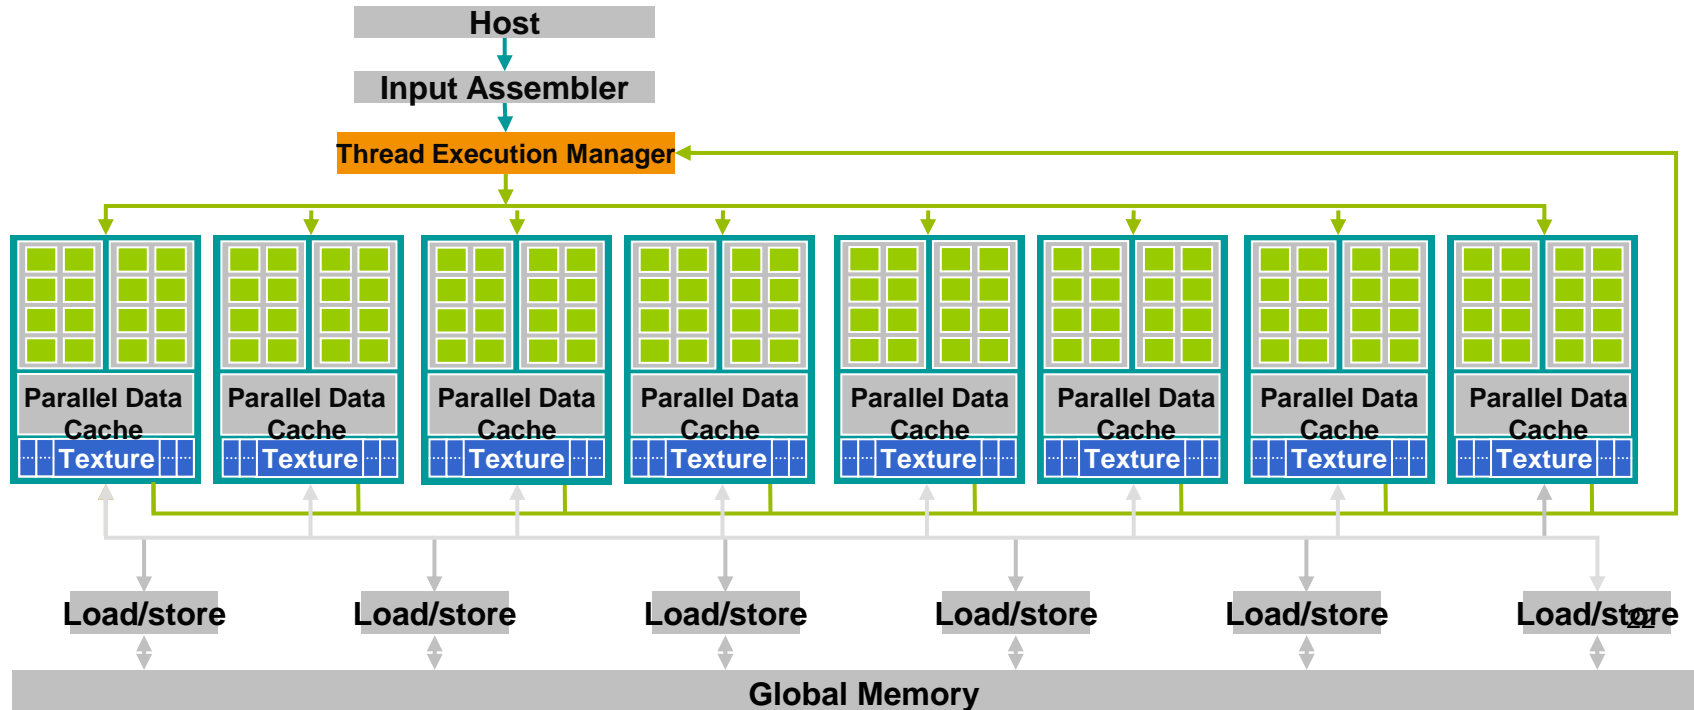 Host
Input Assembler
Thread Execution Manager
Parallel Data
Cache
... ... Texture ... ...
Parallel Data
Cache
... ... Texture ... ...
Parallel Data
Cache
... ... Texture ... ...
Parallel Data
Cache
... ... Texture ... ...
Parallel Data
Cache
... ... Texture ... ...
Parallel Data
Cache
... ... Texture ... ...
Parallel Data
Cache
... ... Texture ... ...
Parallel Data
Cache
... ... Texture ... ...
Load/store
Load/store
Load/store
Load/store
Load/store
Load/store
22
Global Memory